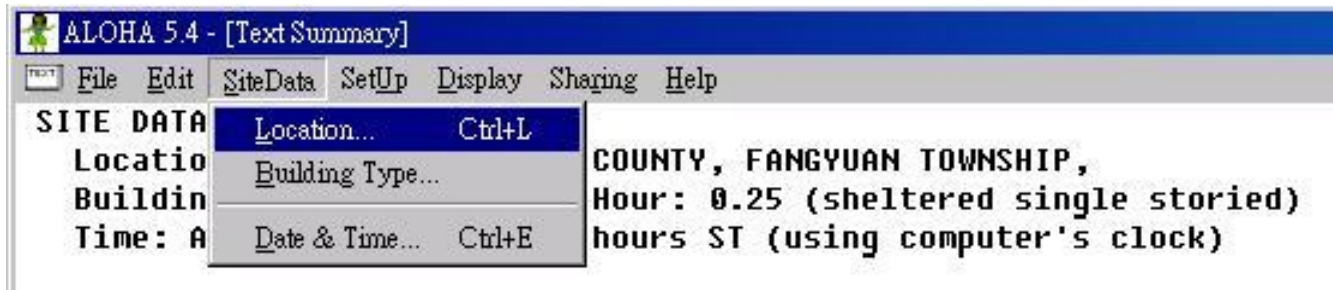 ALOHA 5.4 - [Text Summary]
TEXT File Edit SiteData SetUp Display Sharing Help
SITE DATA
Location... Ctrl+L
Locatio COUNTY, FANGYUAN TOWNSHIP,
Building Type...
Buildin Hour: 0.25 (sheltered single storied)
Time: A Date & Time... Ctrl+E hours ST (using computer's clock)